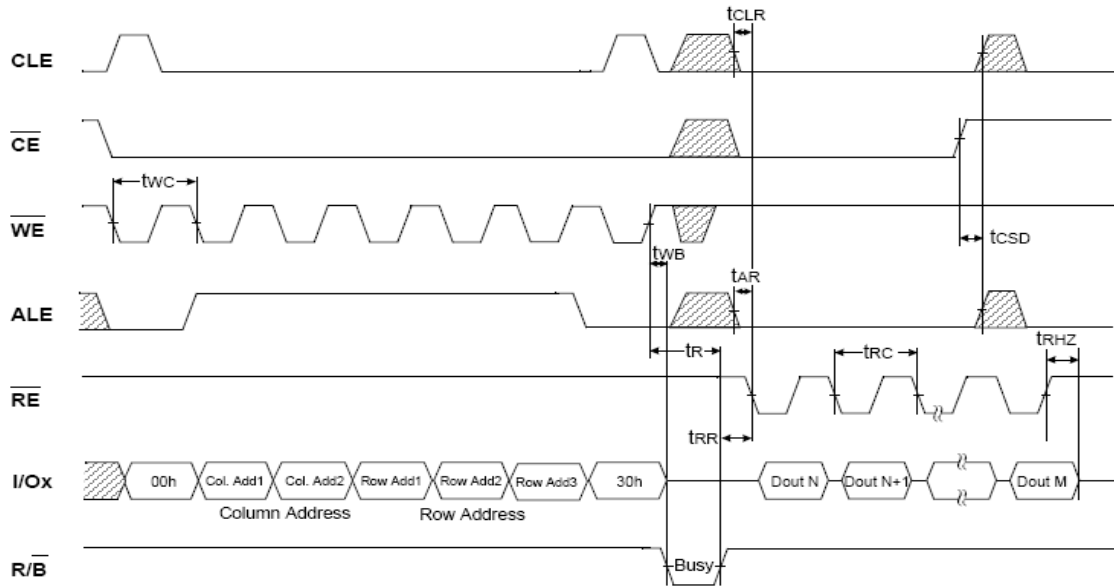 tCLR
CLE
CE
tWC
WE
tWB
tCSD
tAR
ALE
tR
tRC
tRHZ
RE
tRR
I/Ox
00h
Col. Add1
Col. Add2
Row Add1
Row Add2
Row Add3
30h
Dout N
Dout N+1
Dout M
Column Address
Row Address
R/B
Busy